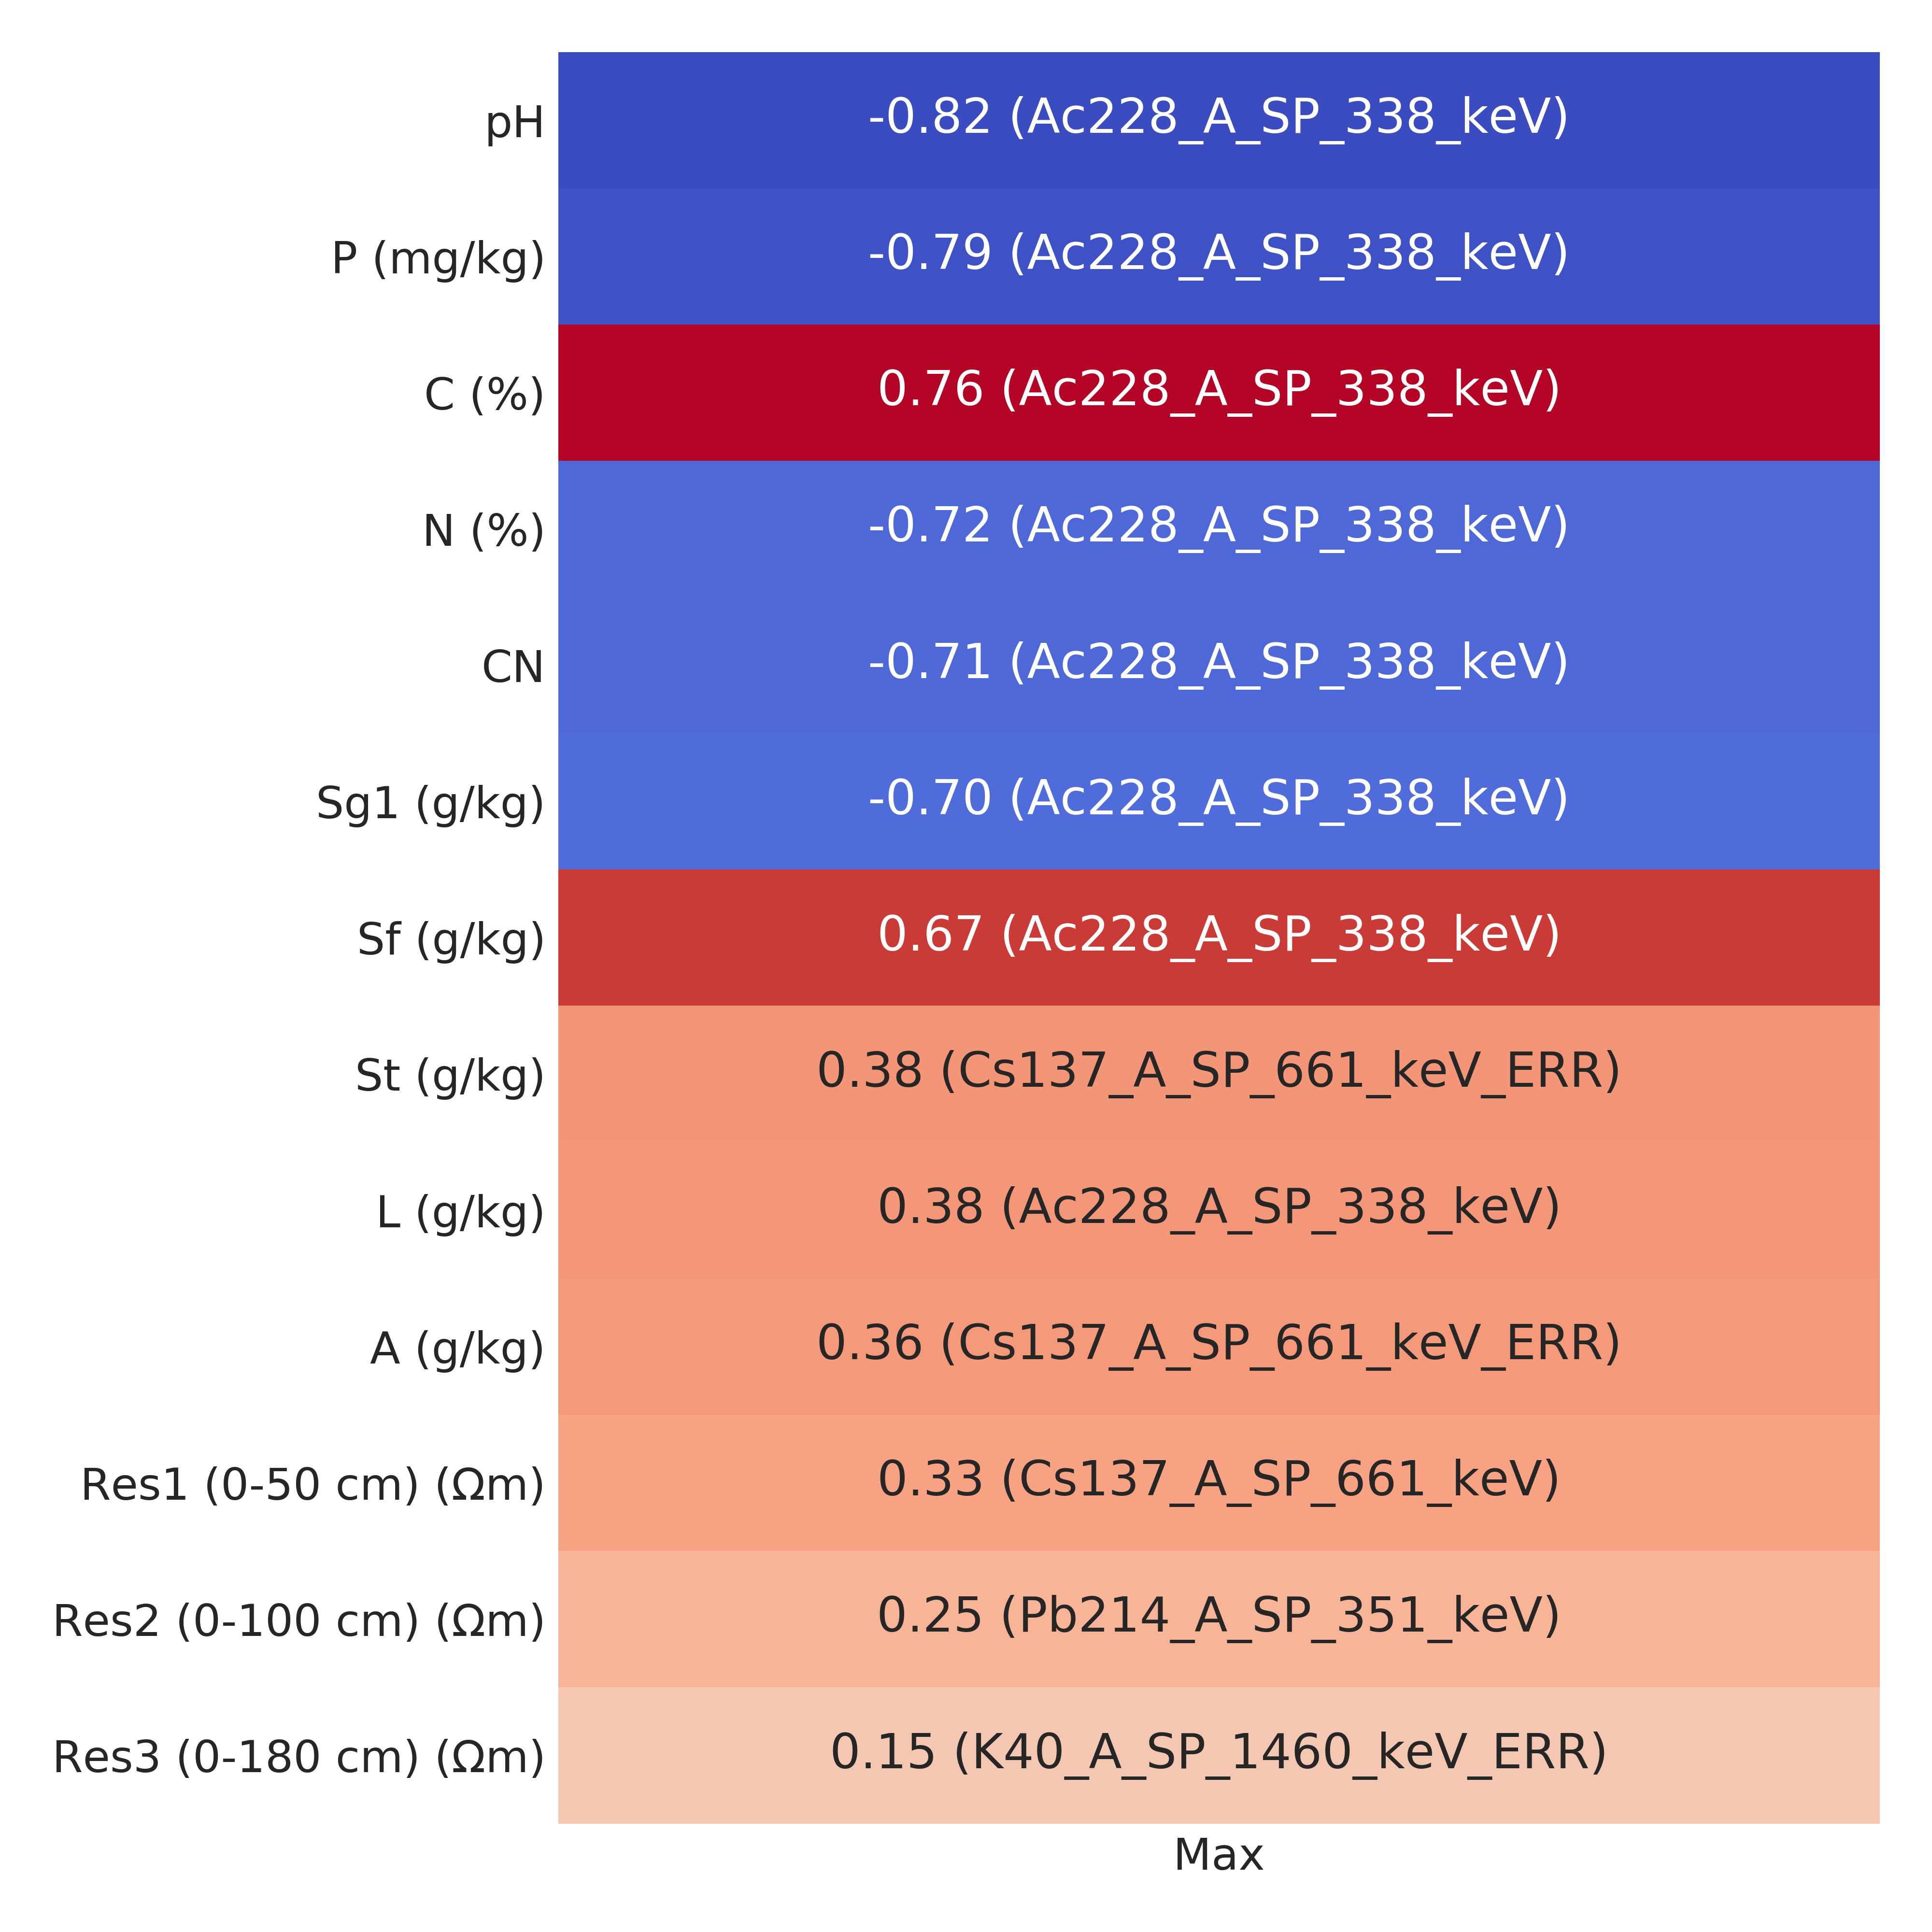 pH -0.82 (Ac228_A_SP_338_keV)
P (mg/kg) -0.79 (Ac228_A_SP_338_keV)
C (%) 0.76 (Ac228_A_SP_338_keV)
N (%) -0.72 (Ac228_A_SP_338_keV)
CN -0.71 (Ac228_A_SP_338_keV)
Sg1 (g/kg) -0.70 (Ac228_A_SP_338_keV)
Sf (g/kg) 0.67 (Ac228_A_SP_338_keV)
St (g/kg) 0.38 (Cs137_A_SP_661_keV_ERR)
L (g/kg) 0.38 (Ac228_A_SP_338_keV)
A (g/kg) 0.36 (Cs137_A_SP_661_keV_ERR)
Res1 (0-50 cm) (Ωm) 0.33 (Cs137_A_SP_661_keV)
Res2 (0-100 cm) (Ωm) 0.25 (Pb214_A_SP_351_keV)
Res3 (0-180 cm) (Ωm) 0.15 (K40_A_SP_1460_keV_ERR)
Max